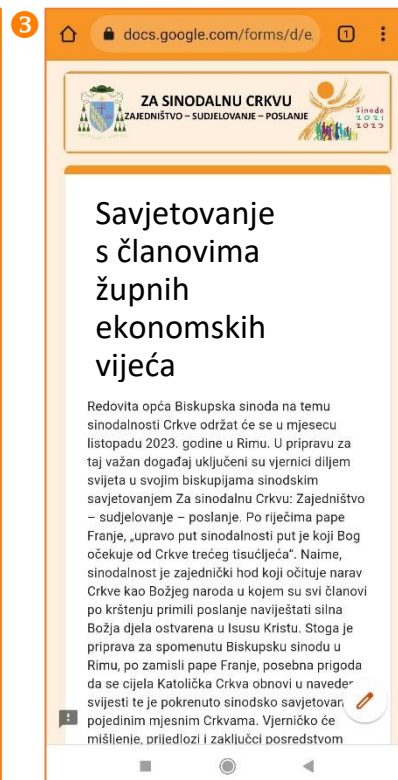 3
docs.google.com/forms/d/e
1
ZA SINODALNU CRKVU
ZAJEDNIŠTVO – SUDJELOVANJE – POSLANJE
Sinoda
2021
2023
Savjetovanje
s članovima
župnih
ekonomskih
vijeća
Redovita opća Biskupska sinoda na temu
sinodalnosti Crkve održat će se u mjesecu
listopadu 2023. godine u Rimu. U pripravu za
taj važan događaj uključeni su vjernici diljem
svijeta u svojim biskupijama sinodskim
savjetovanjem Za sinodalnu Crkvu: Zajedništvo
– sudjelovanje – poslanje. Po riječima pape
Franje, „upravo put sinodalnosti put je koji Bog
očekuje od Crkve trećeg tisućljeća“. Naime,
sinodalnost je zajednički hod koji očituje narav
Crkve kao Božjeg naroda u kojem su svi članovi
po krštenju primili poslanje naviještati silna
Božja djela ostvarena u Isusu Kristu. Stoga je
priprava za spomenutu Biskupsku sinodu u
Rimu, po zamisli pape Franje, posebna prigoda
da se cijela Katolička Crkva obnovi u naveder
svijesti te je pokrenuto sinodsko savjetovan
pojedinim mjesnim Crkvama. Vjerničko će
mišljenje, prijedlozi i zaključci posredstvom